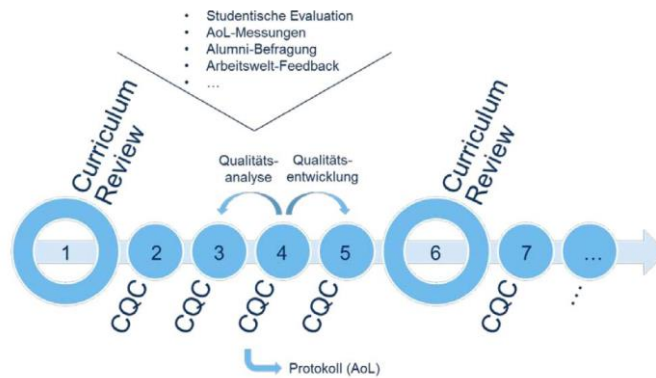 • Studentische Evaluation
• AoL-Messungen
• Alumni-Befragung
• Arbeitswelt-Feedback
• ...
Curriculum
Review
Curriculum
Review
Qualitäts-
analyse
Qualitäts-
entwicklung
1
2
3
4
5
6
7
...
CQC
CQC
CQC
CQC
CQC
...
Protokoll (AoL)